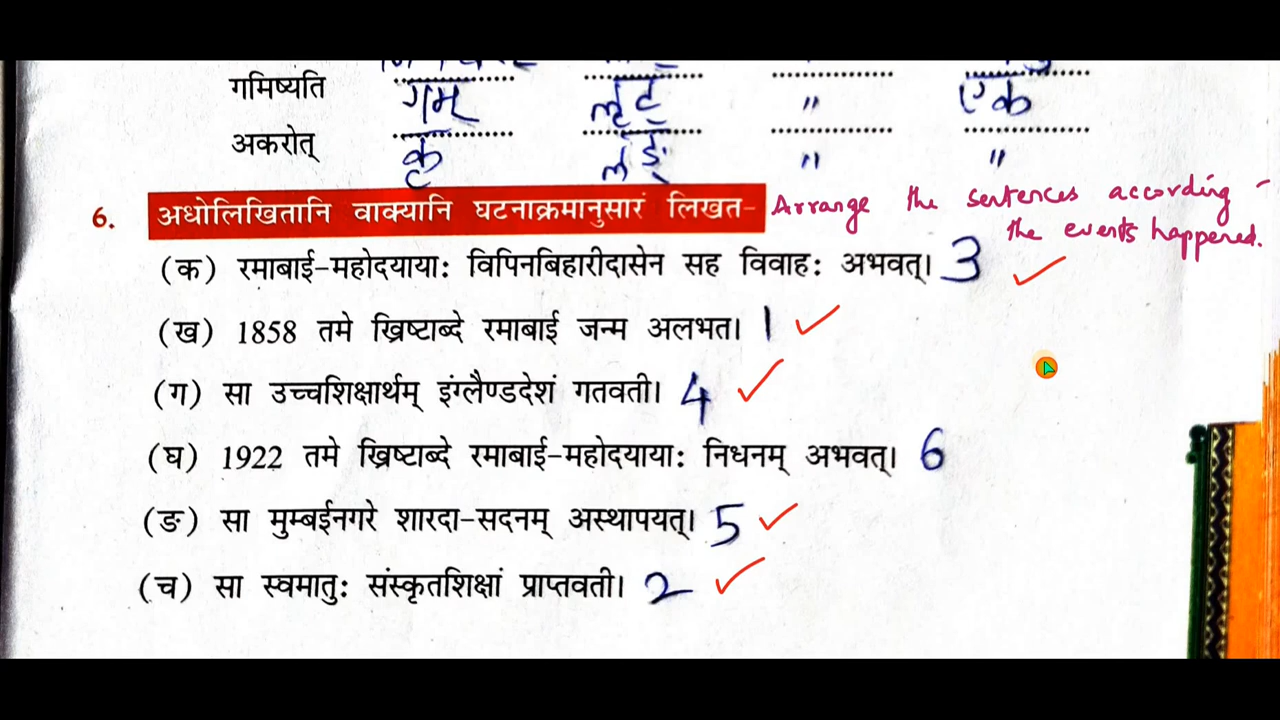 गमिष्यति गम् लृट् " एक
अकरोत् कृ लङ् " "
6. अधोलिखितानि वाक्यानि घटनाक्रमानुसारं लिखत- Arrange the sentences according -
the events happened.
(क) रमाबाई-महोदयायाः विपिनबिहारीदासेन सह विवाहः अभवत्। 3
(ख) 1858 तमे ख्रिष्टाब्दे रमाबाई जन्म अलभत। 1
(ग) सा उच्चशिक्षार्थम् इंग्लैण्डदेशं गतवती। 4
(घ) 1922 तमे ख्रिष्टाब्दे रमाबाई-महोदयायाः निधनम् अभवत्। 6
(ङ) सा मुम्बईनगरे शारदा-सदनम् अस्थापयत्। 5
(च) सा स्वमातुः संस्कृतशिक्षां प्राप्तवती। 2